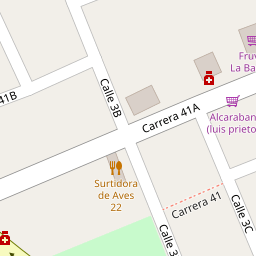 Fruv
La Ba
Calle 3B
41B
Carrera 41A
Alcaraban
(luis prieto
Surtidora
de Aves
22
Carrera 41
Calle 3C
Calle 3